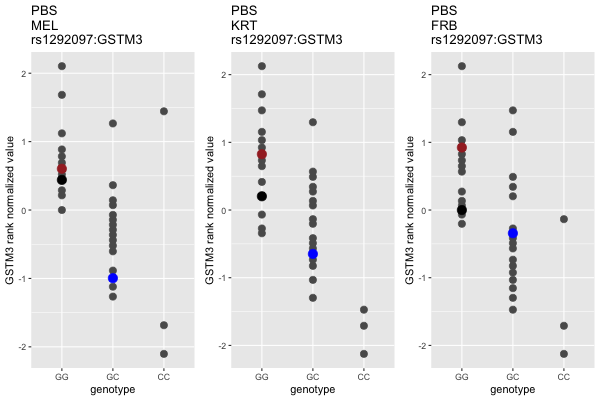 PBS
MEL
rs1292097:GSTM3
GSTM3 rank normalized value
2
1
0
-1
-2
GG
GC
CC
genotype
PBS
KRT
rs1292097:GSTM3
GSTM3 rank normalized value
2
1
0
-1
-2
GG
GC
CC
genotype
PBS
FRB
rs1292097:GSTM3
GSTM3 rank normalized value
2
1
0
-1
-2
GG
GC
CC
genotype